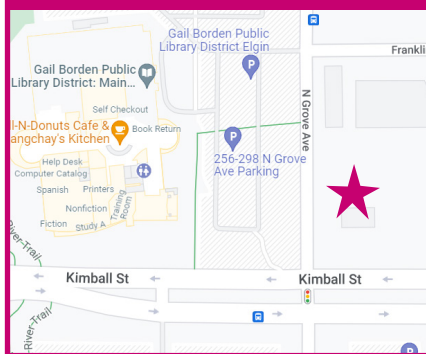 Gail Borden Public
Library District Elgin
P
Frankli
Gail Borden Public
Library District: Main...
Self Checkout
ll-N-Donuts Cafe &
angchay's Kitchen
Book Return
N Grove Ave
P
256-298 N Grove
Ave Parking
Help Desk
Computer Catalog
Spanish
Printers
Nonfiction
Training
Room
Fiction
Study A
River-Trail
Kimball St
Kimball St
-River-Trail
P